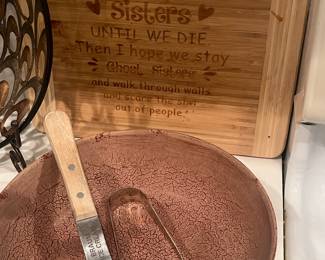 Sisters
UNTIL WE DIE
Then I hope we stay
Ghost Sisters
and walk through walls
and scare the shit
out of people